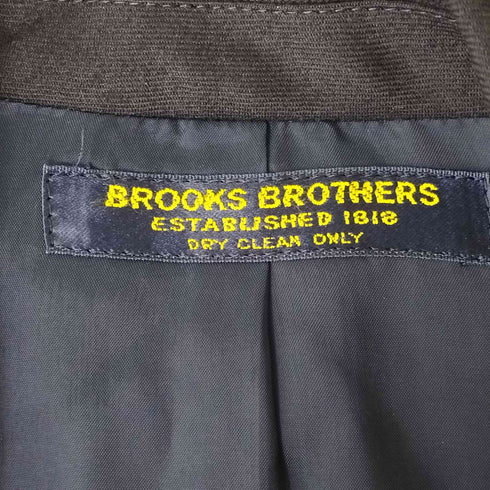 BROOKS BROTHERS
ESTABLISHED 1818
DRY CLEAN ONLY